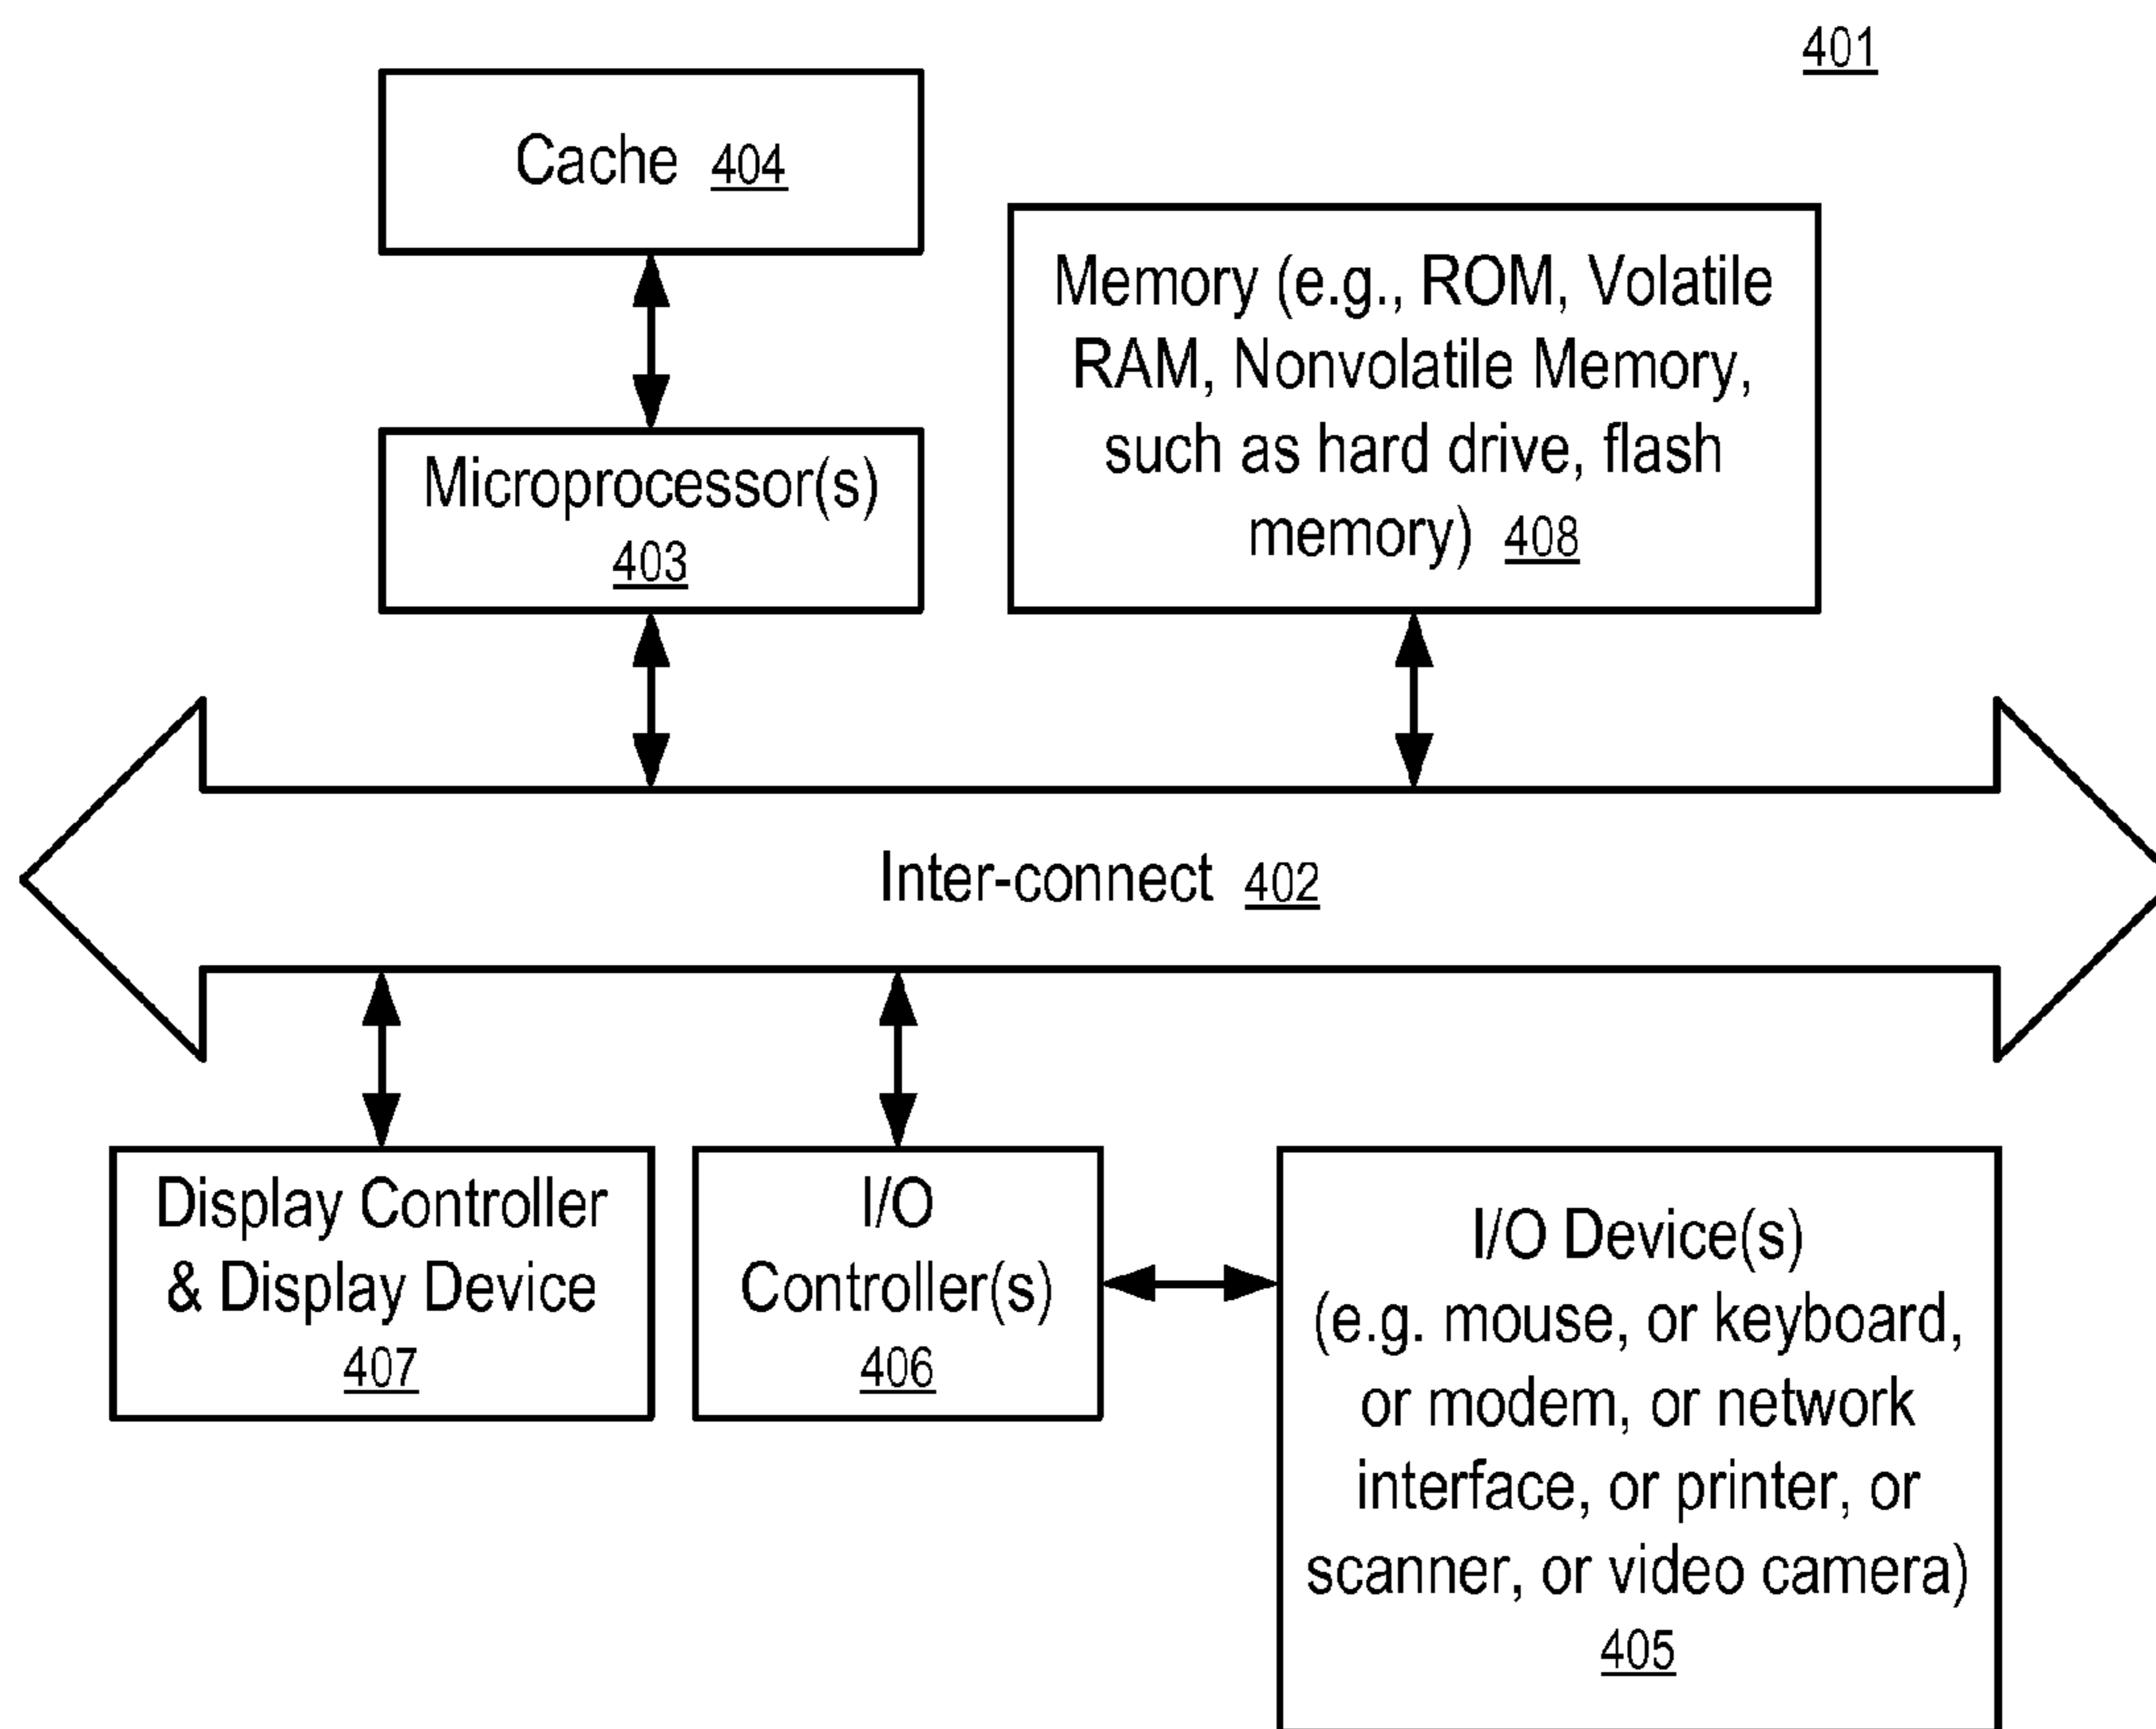 401
Cache 404
Memory (e.g., ROM, Volatile
RAM, Nonvolatile Memory,
such as hard drive, flash
memory) 408
Microprocessor(s)
403
Inter-connect 402
Display Controller
& Display Device
407
I/O
Controller(s)
406
I/O Device(s)
(e.g. mouse, or keyboard,
or modem, or network
interface, or printer, or
scanner, or video camera)
405